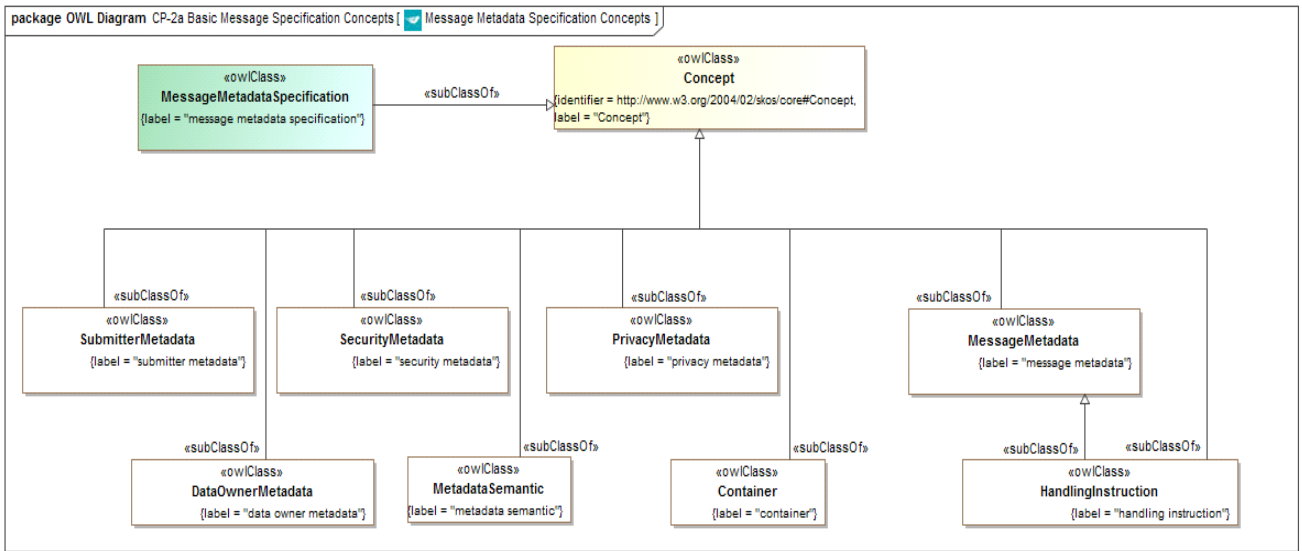 package OWL Diagram CP-2a Basic Message Specification Concepts [ Message Metadata Specification Concepts ]
«owlClass»
MessageMetadataSpecification
{label = "message metadata specification"}
«subClassOf»
«owlClass»
Concept
{identifier = http://www.w3.org/2004/02/skos/core#Concept,
label = "Concept"}
«subClassOf»
«subClassOf»
«subClassOf»
«subClassOf»
«owlClass»
SubmitterMetadata
{label = "submitter metadata"}
«owlClass»
SecurityMetadata
{label = "security metadata"}
«owlClass»
PrivacyMetadata
{label = "privacy metadata"}
«owlClass»
MessageMetadata
{label = "message metadata"}
«subClassOf»
«subClassOf»
«subClassOf»
«subClassOf»
«subClassOf»
«owlClass»
DataOwnerMetadata
{label = "data owner metadata"}
«owlClass»
MetadataSemantic
{label = "metadata semantic"}
«owlClass»
Container
{label = "container"}
«owlClass»
HandlingInstruction
{label = "handling instruction"}